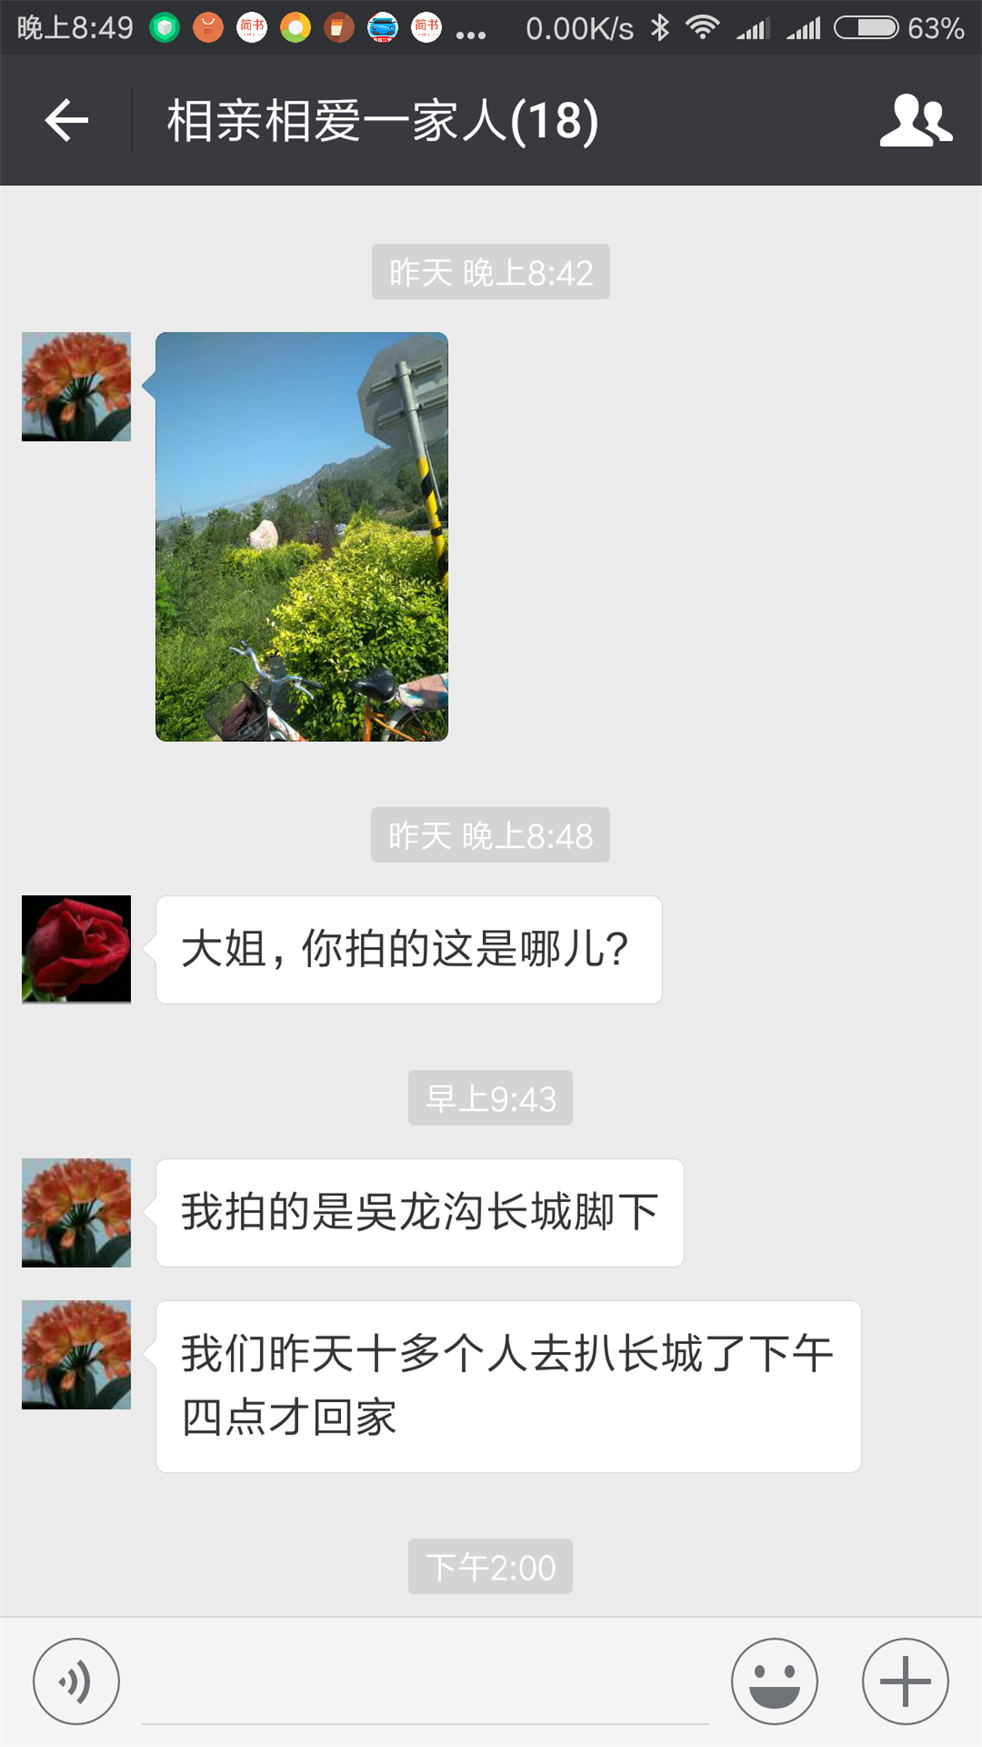 晚上8:49 简书 简书 ... 0.00K/s 63%
相亲相爱一家人(18)
昨天 晚上8:42
昨天 晚上8:48
大姐，你拍的这是哪儿？
早上9:43
我拍的是吳龙沟长城脚下
我们昨天十多个人去扒长城了下午
四点才回家
下午2:00